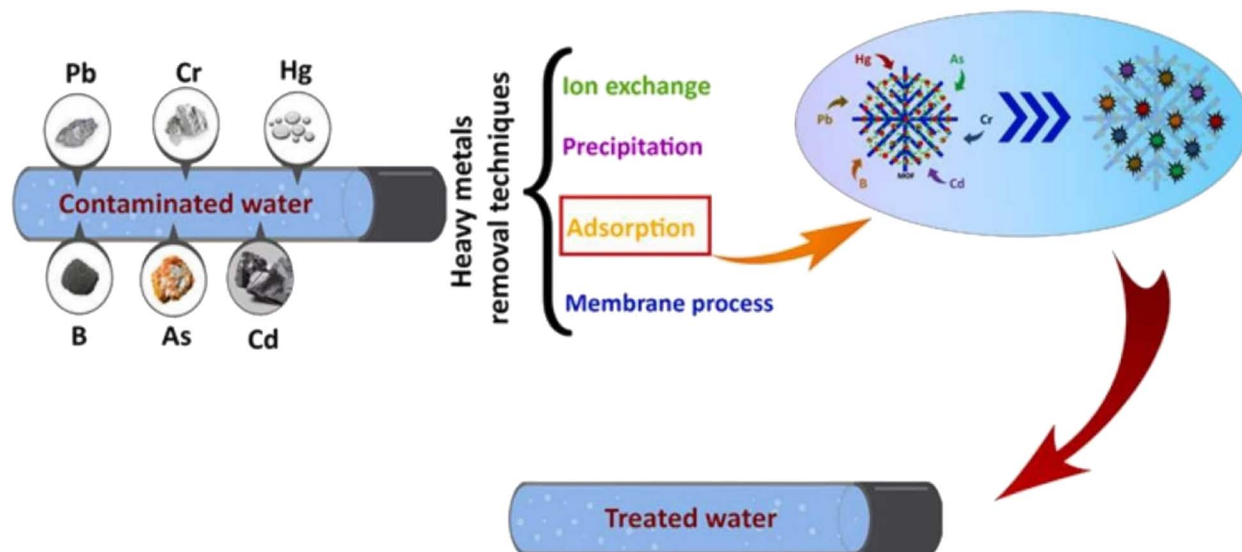 Pb Cr Hg
Contaminated water
B As Cd
Heavy metals
removal techniques
Ion exchange
Precipitation
Adsorption
Membrane process
Hg As
Pb Cr
MOF
B Cd
Treated water